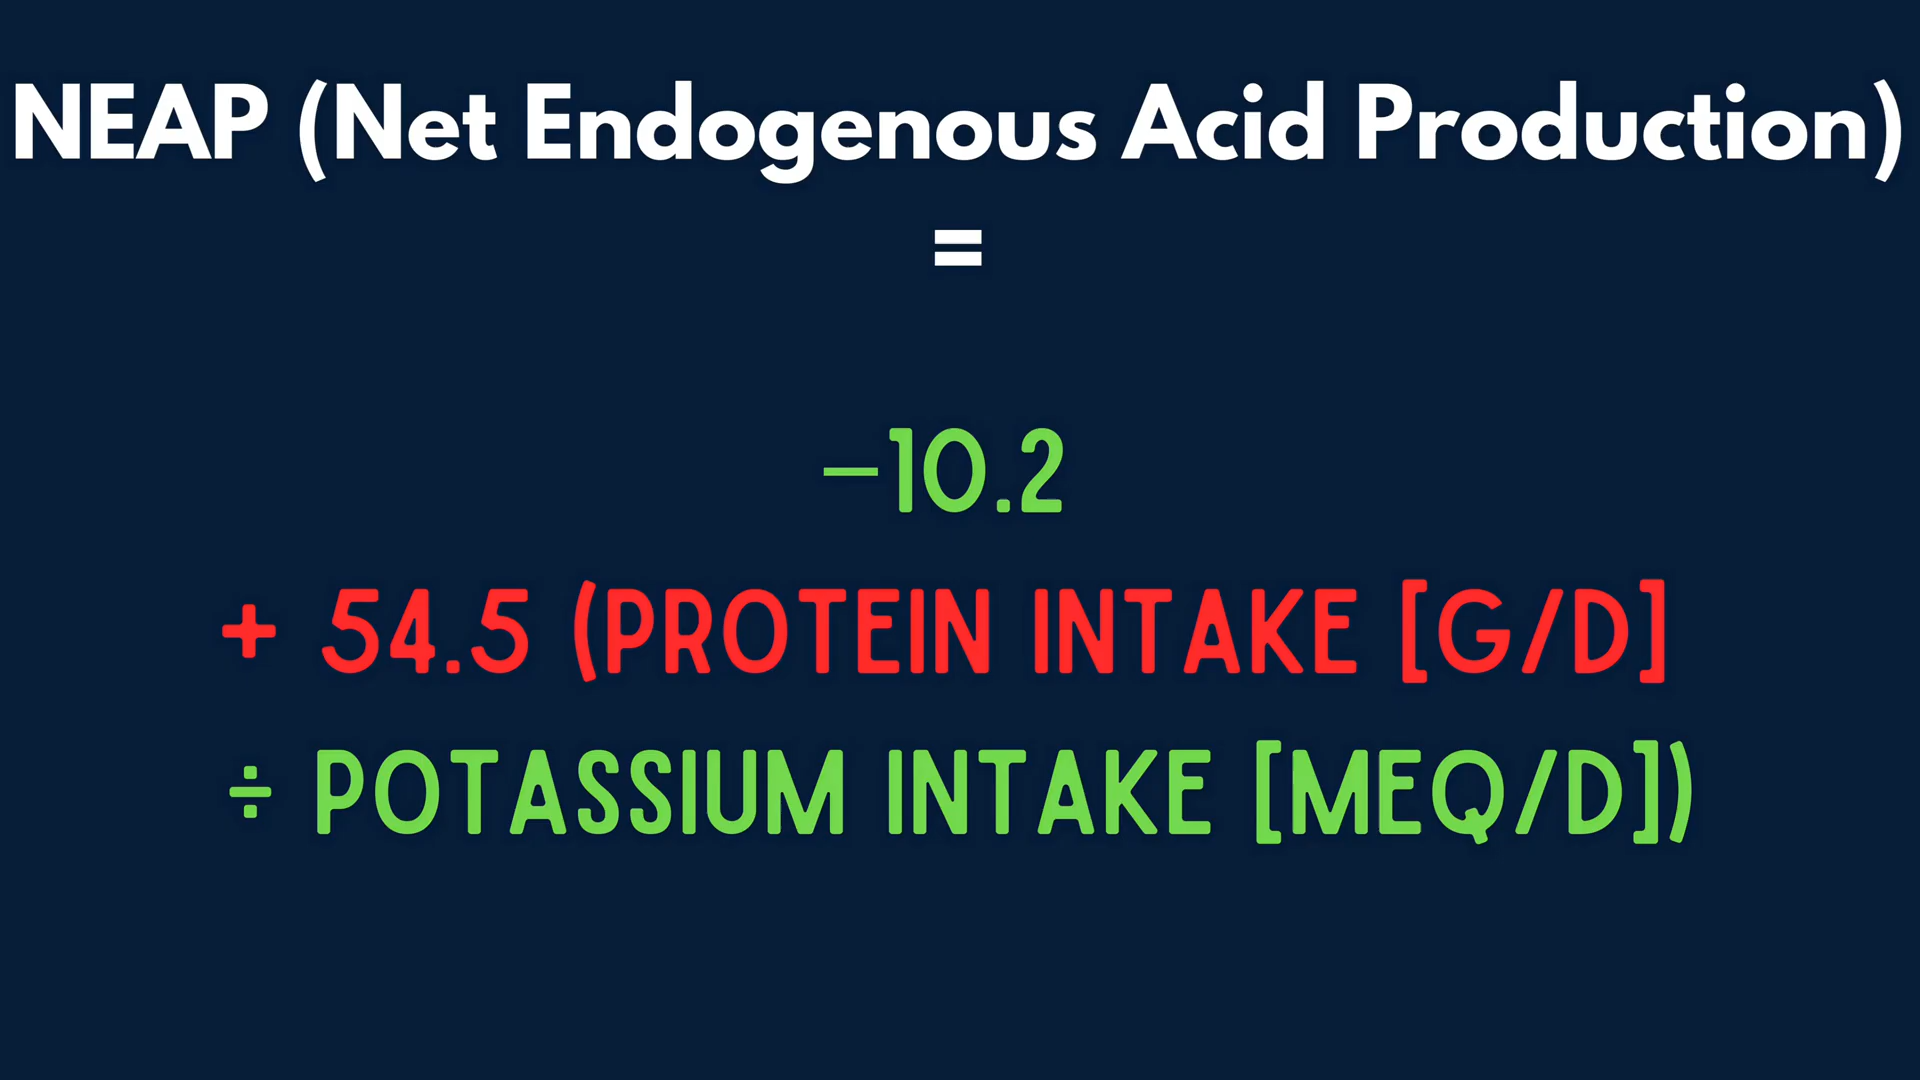 NEAP (Net Endogenous Acid Production)
=
–10.2
+ 54.5 (PROTEIN INTAKE [G/D]
÷ POTASSIUM INTAKE [MEQ/D])